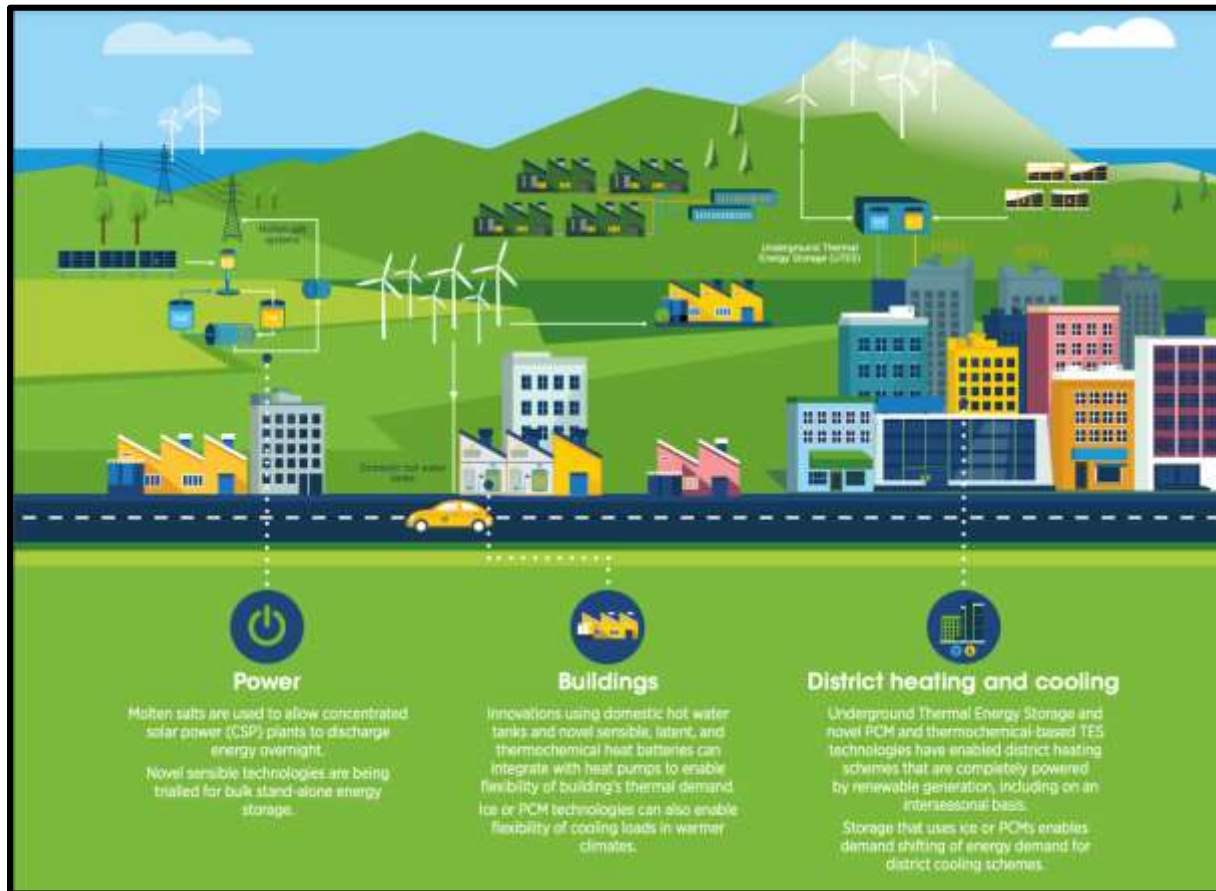 Molten salt
systems
Underground Thermal
Energy Storage (UTES)
Domestic hot water
tanks
Power
Molten salts are used to allow concentrated
solar power (CSP) plants to discharge
energy overnight.
Novel sensible technologies are being
trialled for bulk stand-alone energy
storage.
Buildings
Innovations using domestic hot water
tanks and novel sensible, latent, and
thermochemical heat batteries can
integrate with heat pumps to enable
flexibility of building's thermal demand.
Ice or PCM technologies can also enable
flexibility of cooling loads in warmer
climates.
District heating and cooling
Underground Thermal Energy Storage and
novel PCM and thermochemical-based TES
technologies have enabled district heating
schemes that are completely powered
by renewable generation, including on an
interseasonal basis.
Storage that uses ice or PCMs enables
demand shifting of energy demand for
district cooling schemes.